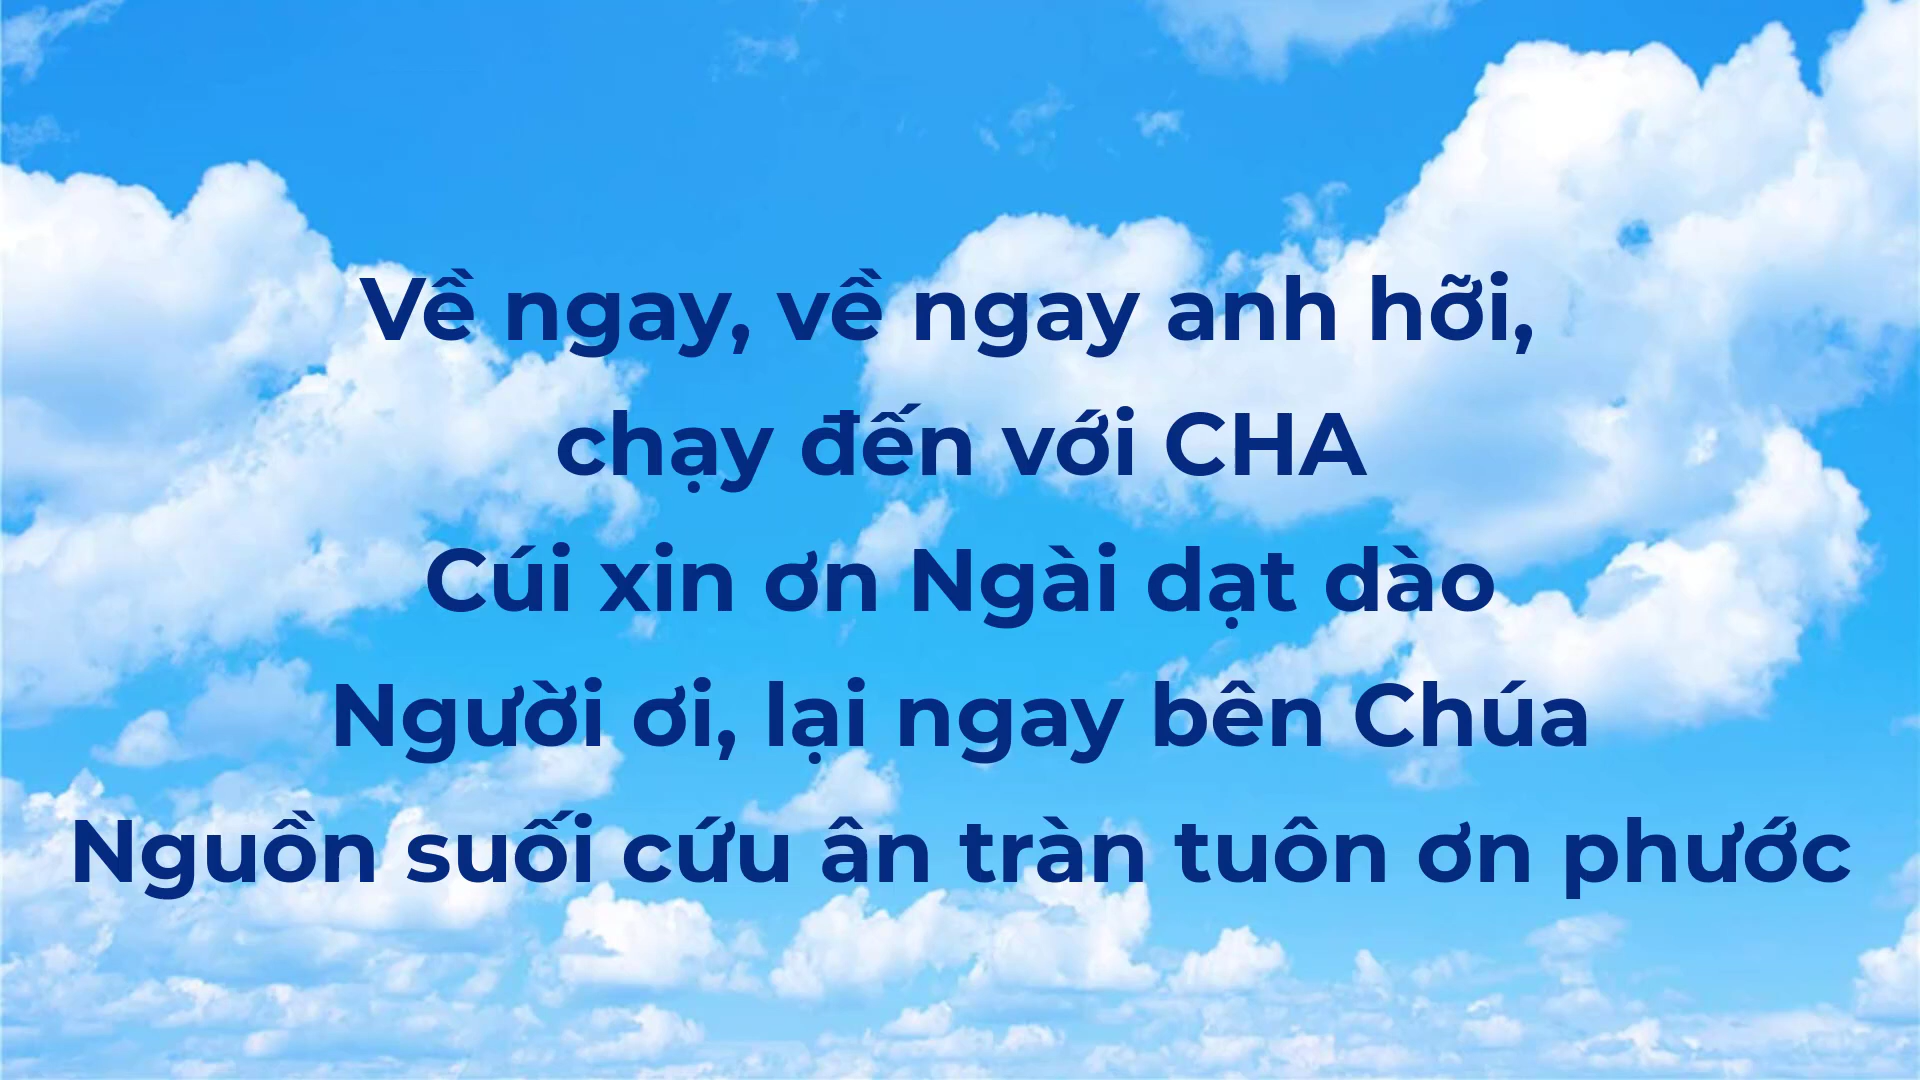 Về ngay, về ngay anh hỡi,
chạy đến với CHA
Cúi xin ơn Ngài dạt dào
Người ơi, lại ngay bên Chúa
Nguồn suối cứu ân tràn tuôn ơn phước